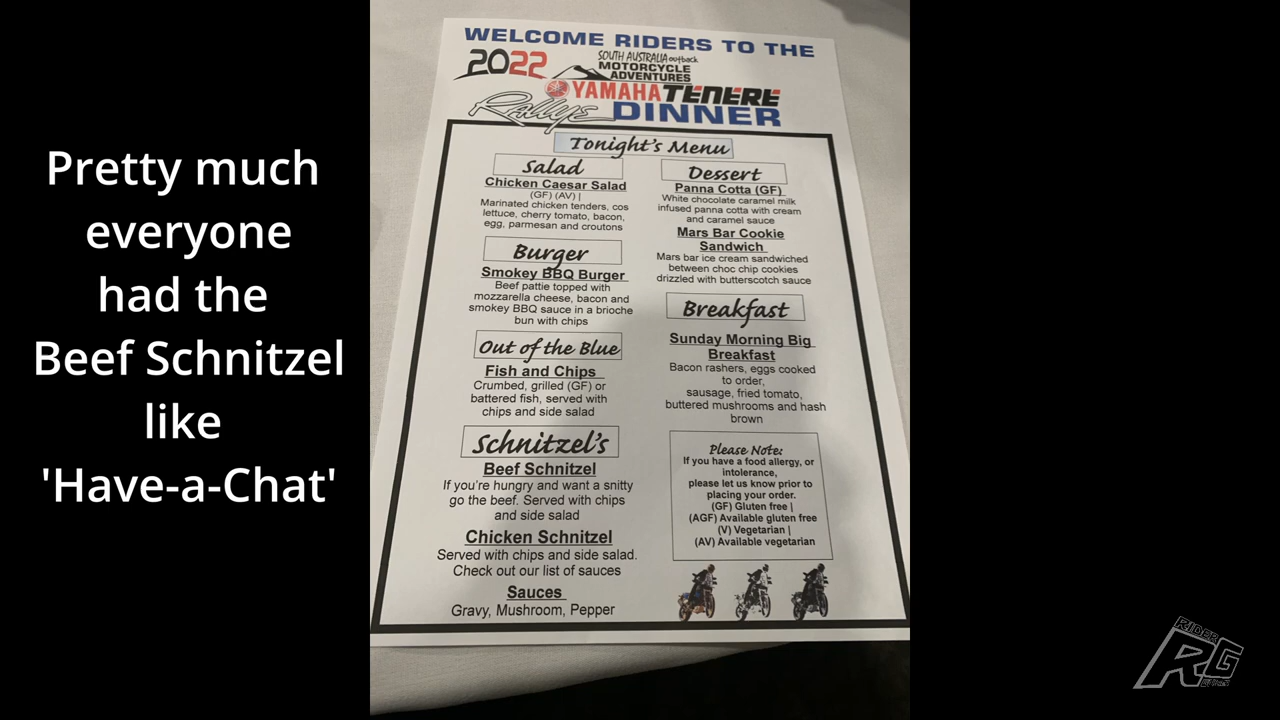 Pretty much
everyone
had the
Beef Schnitzel
like
'Have-a-Chat'
WELCOME RIDERS TO THE
2022
SOUTH AUSTRALIA outback
MOTORCYCLE
ADVENTURES
YAMAHA TENERE
Rallye DINNER
Tonight's Menu
Salad
Chicken Caesar Salad
(GF) (AV) |
Marinated chicken tenders, cos
lettuce, cherry tomato, bacon,
egg, parmesan and croutons
Burger
Smokey BBQ Burger
Beef pattie topped with
mozzarella cheese, bacon and
smokey BBQ sauce in a brioche
bun with chips
Out of the Blue
Fish and Chips
Crumbed, grilled (GF) or
battered fish, served with
chips and side salad
Schnitzel's
Beef Schnitzel
If you're hungry and want a snitty
go the beef. Served with chips
and side salad
Chicken Schnitzel
Served with chips and side salad.
Check out our list of sauces
Sauces
Gravy, Mushroom, Pepper
Dessert
Panna Cotta (GF)
White chocolate caramel milk
infused panna cotta with cream
and caramel sauce
Mars Bar Cookie
Sandwich
Mars bar ice cream sandwiched
between choc chip cookies
drizzled with butterscotch sauce
Breakfast
Sunday Morning Big
Breakfast
Bacon rashers, eggs cooked
to order,
sausage, fried tomato,
buttered mushrooms and hash
brown
Please Note:
If you have a food allergy, or
intolerance,
please let us know prior to
placing your order.
(GF) Gluten free |
(AGF) Available gluten free
(V) Vegetarian |
(AV) Available vegetarian
RIDER
RG